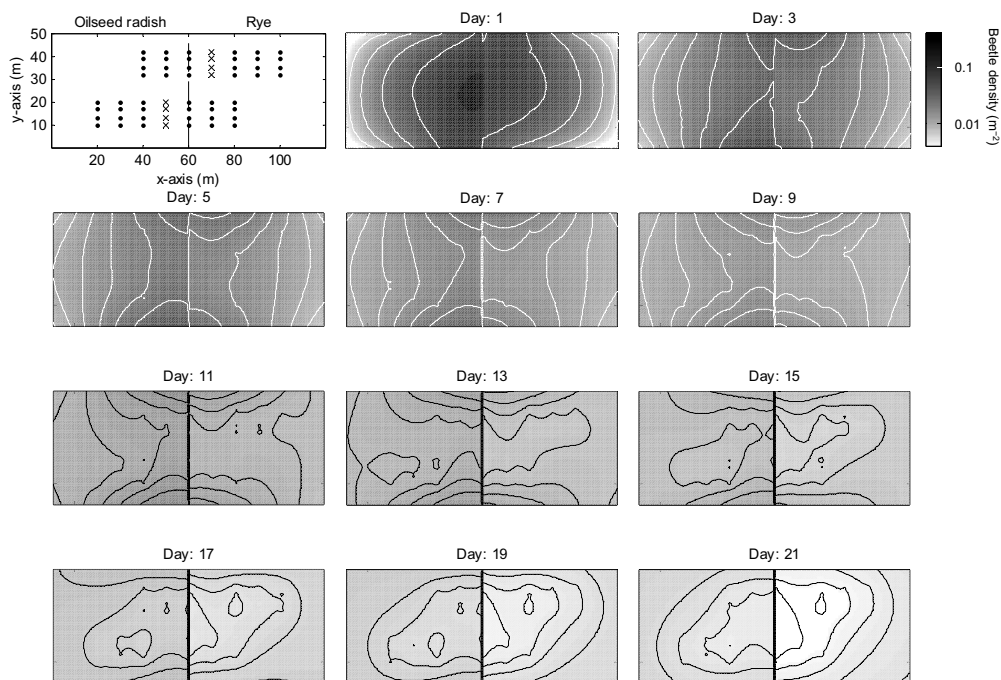 Oilseed radish Rye
50
40
30
20
10
y-axis (m)
20 40 60 80 100
x-axis (m)
Day: 1
Day: 3
0.1
0.01
Beetle density (m⁻²)
Day: 5
Day: 7
Day: 9
Day: 11
Day: 13
Day: 15
Day: 17
Day: 19
Day: 21